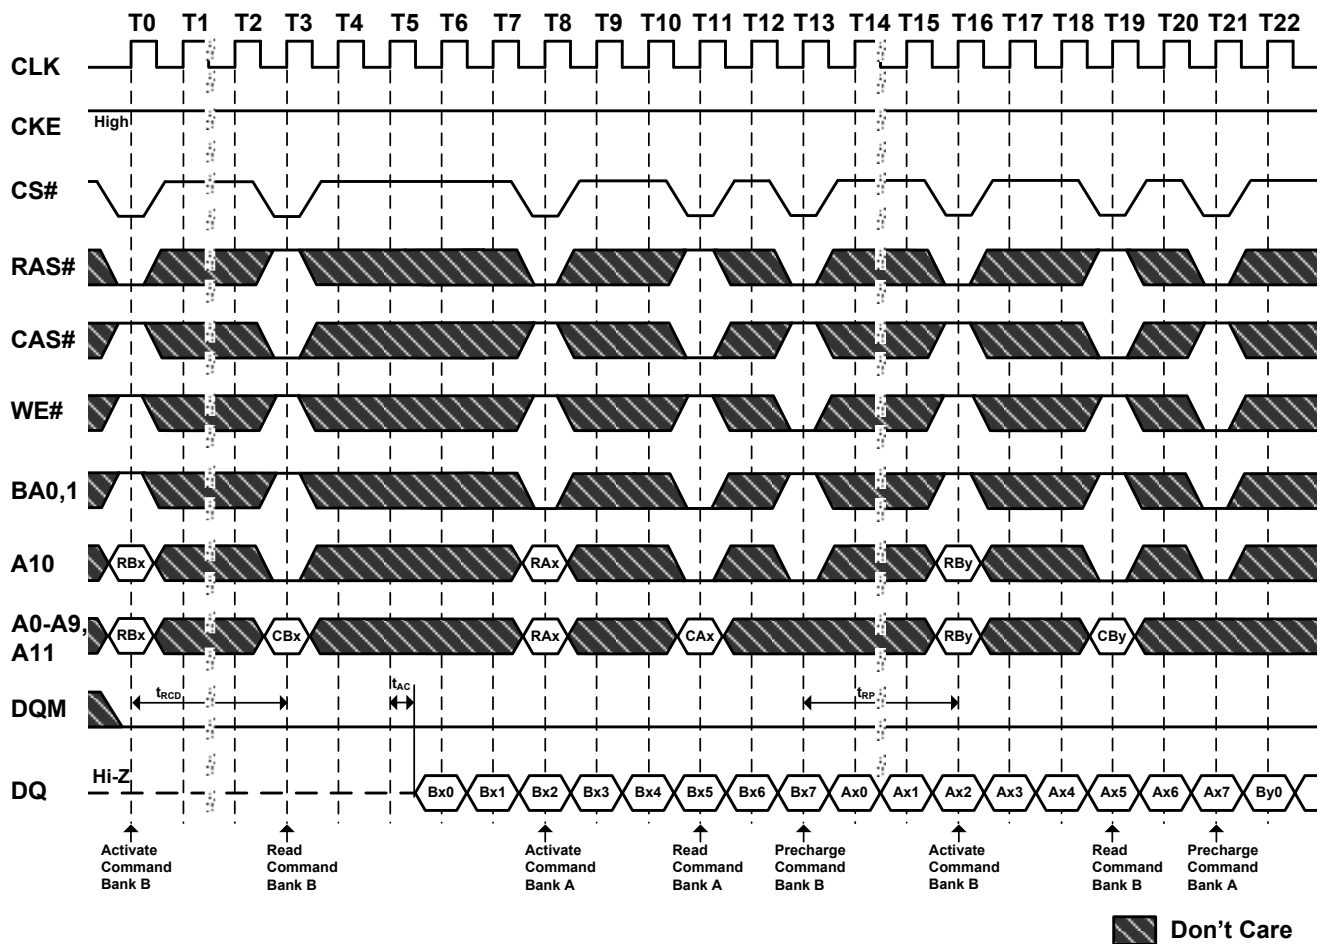 T0 T1 T2 T3 T4 T5 T6 T7 T8 T9 T10 T11 T12 T13 T14 T15 T16 T17 T18 T19 T20 T21 T22
CLK
CKE High
CS#
RAS#
CAS#
WE#
BA0,1
A10 RBx RAx RBy
A0-A9,
A11 RBx CBx RAx CAx RBy CBy
tRCD tAC tRP
DQM
Hi-Z
DQ Bx0 Bx1 Bx2 Bx3 Bx4 Bx5 Bx6 Bx7 Ax0 Ax1 Ax2 Ax3 Ax4 Ax5 Ax6 Ax7 By0
Activate
Command
Bank B
Read
Command
Bank B
Activate
Command
Bank A
Read
Command
Bank A
Precharge
Command
Bank B
Activate
Command
Bank B
Read
Command
Bank B
Precharge
Command
Bank A
Don't Care